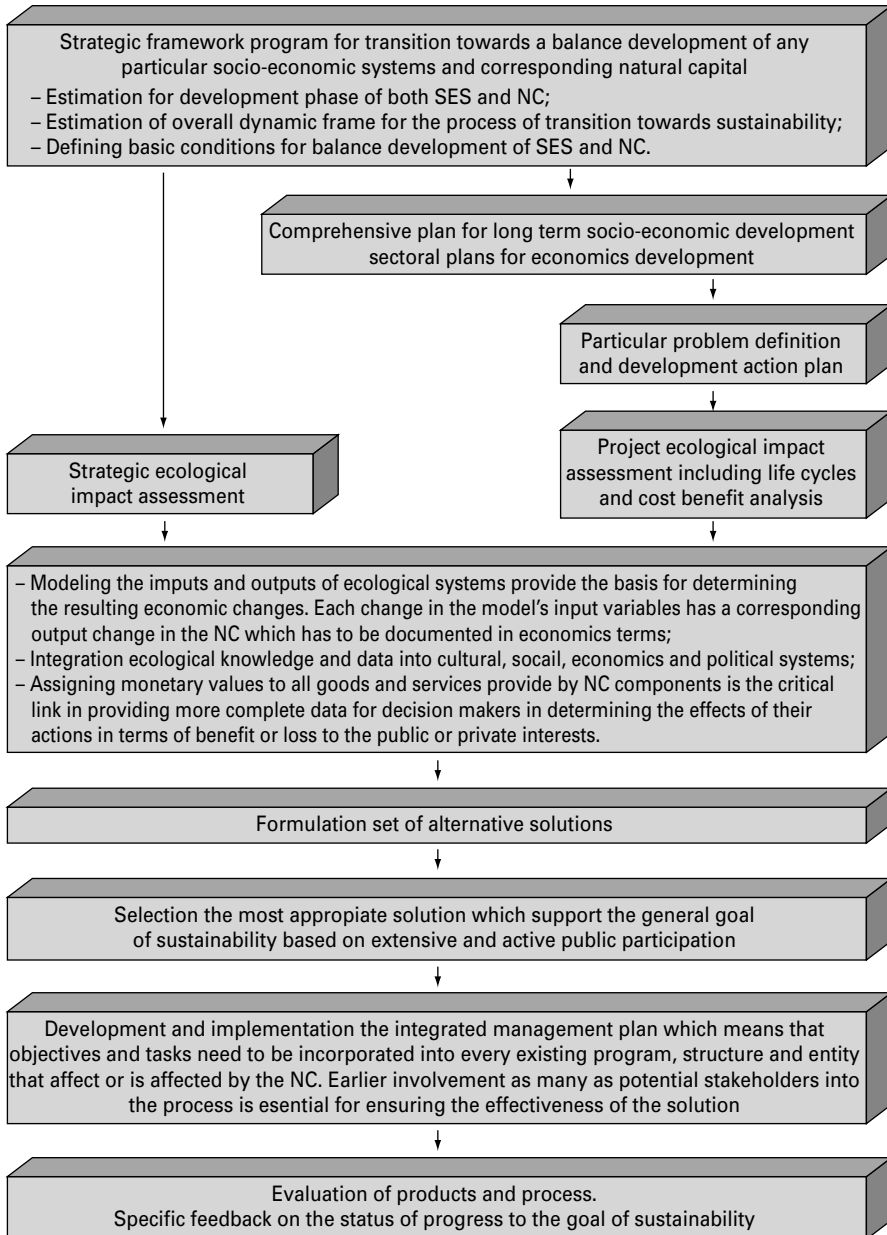 Strategic framework program for transition towards a balance development of any
particular socio-economic systems and corresponding natural capital
– Estimation for development phase of both SES and NC;
– Estimation of overall dynamic frame for the process of transition towards sustainability;
– Defining basic conditions for balance development of SES and NC.
Comprehensive plan for long term socio-economic development
sectoral plans for economics development
Particular problem definition
and development action plan
Strategic ecological
impact assessment
Project ecological impact
assessment including life cycles
and cost benefit analysis
– Modeling the imputs and outputs of ecological systems provide the basis for determining
the resulting economic changes. Each change in the model’s input variables has a corresponding
output change in the NC which has to be documented in economics terms;
– Integration ecological knowledge and data into cultural, socail, economics and political systems;
– Assigning monetary values to all goods and services provide by NC components is the critical
link in providing more complete data for decision makers in determining the effects of their
actions in terms of benefit or loss to the public or private interests.
Formulation set of alternative solutions
Selection the most appropiate solution which support the general goal
of sustainability based on extensive and active public participation
Development and implementation the integrated management plan which means that
objectives and tasks need to be incorporated into every existing program, structure and entity
that affect or is affected by the NC. Earlier involvement as many as potential stakeholders into
the process is esential for ensuring the effectiveness of the solution
Evaluation of products and process.
Specific feedback on the status of progress to the goal of sustainability